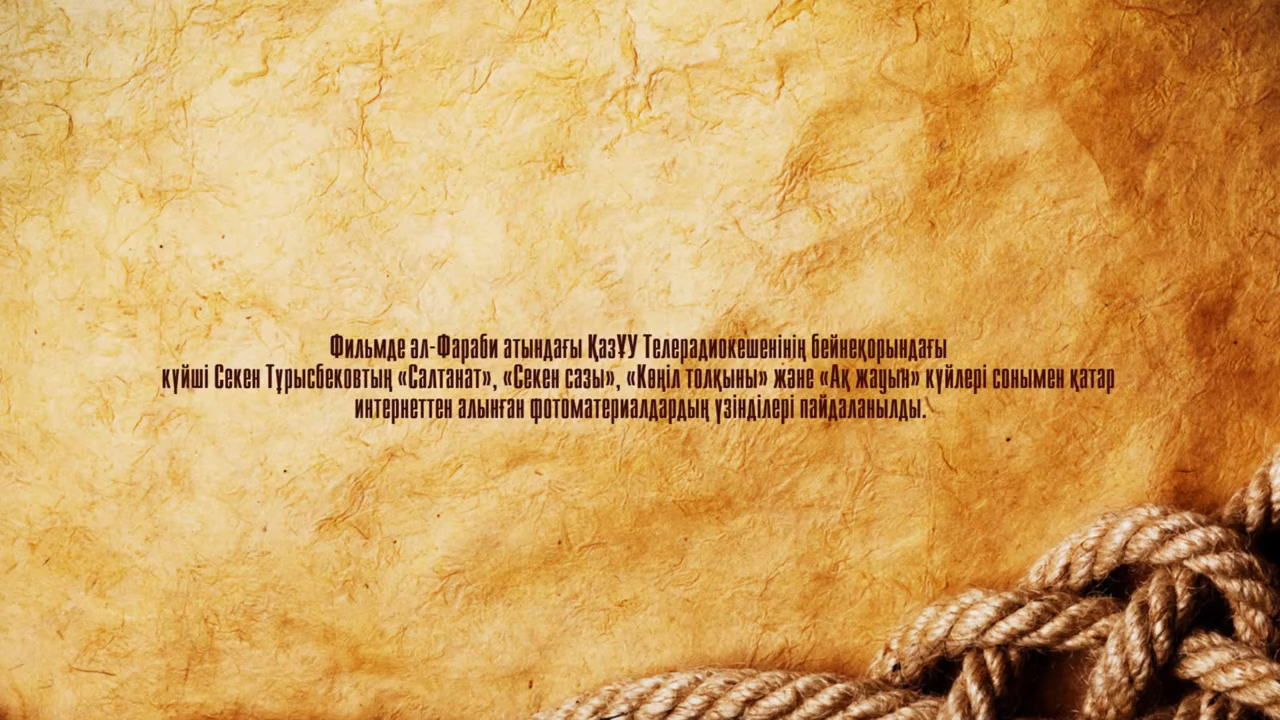 Фильмде әл-Фараби атындағы ҚазҰУ Телерадиокешенінің бейнеқорындағы
күйші Секен Тұрысбековтың «Салтанат», «Секен сазы», «Көңіл толқыны» және «Ақ жауын» күйлері сонымен қатар
интернеттен алынған фотоматериалдардың үзінділері пайдаланылды.